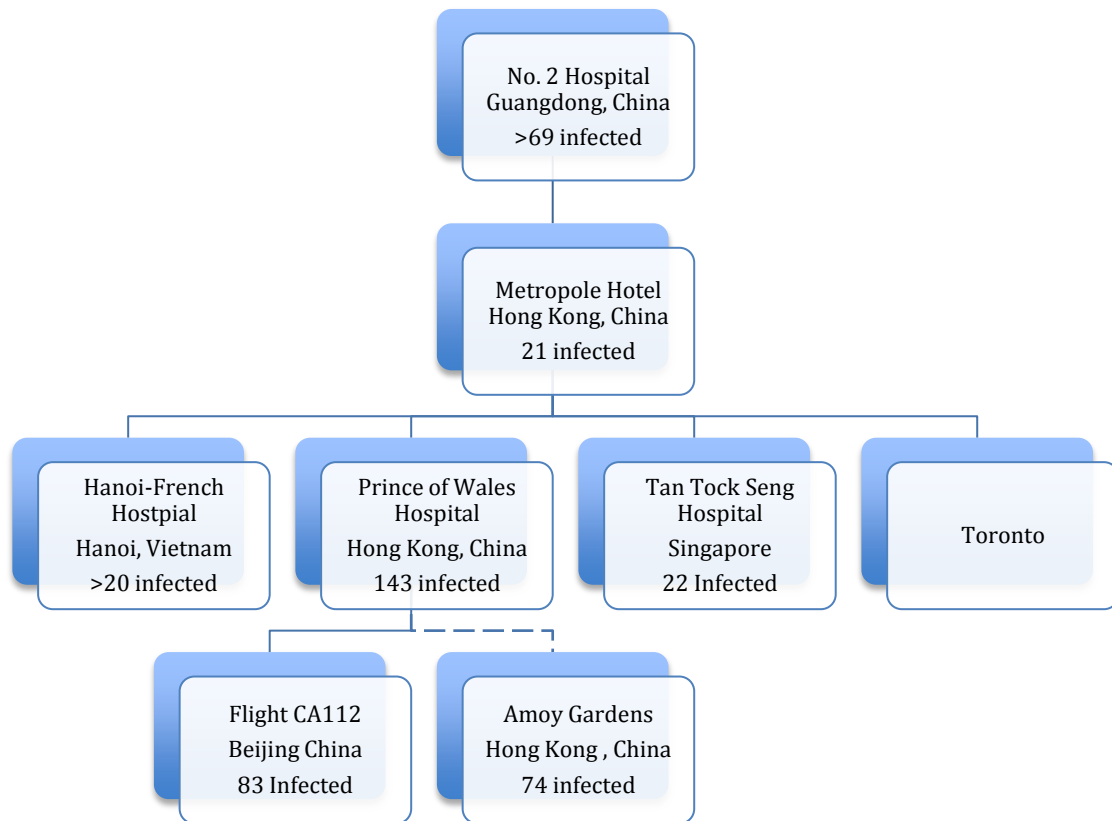 No. 2 Hospital
Guangdong, China
>69 infected
Metropole Hotel
Hong Kong, China
21 infected
Hanoi-French
Hostpial
Hanoi, Vietnam
>20 infected
Prince of Wales
Hospital
Hong Kong, China
143 infected
Tan Tock Seng
Hospital
Singapore
22 Infected
Toronto
Flight CA112
Beijing China
83 Infected
Amoy Gardens
Hong Kong , China
74 infected